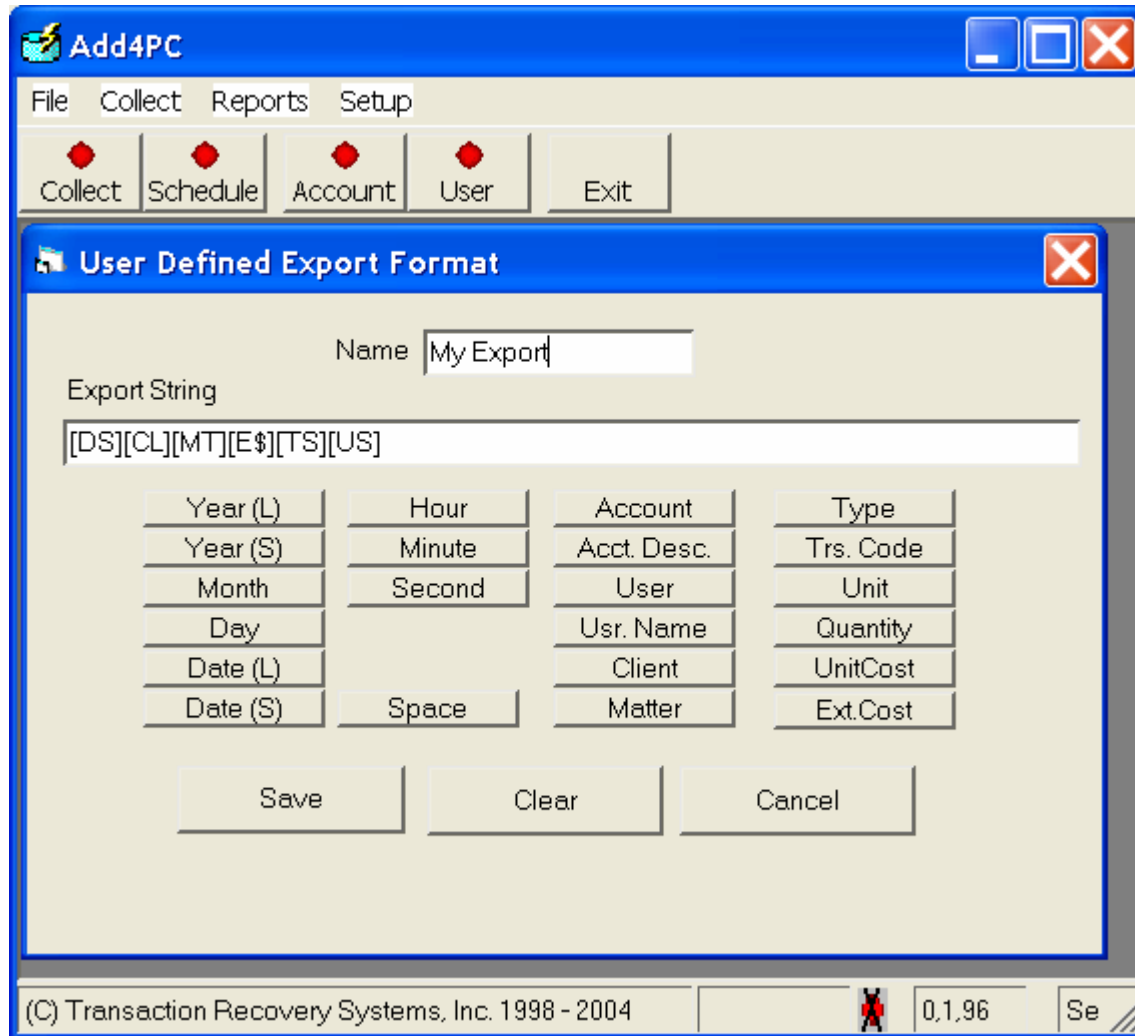 Add4PC
File Collect Reports Setup
Collect Schedule Account User Exit
User Defined Export Format
Name My Export
Export String
[DS][CL][MT][E$][TS][US]
Year (L) Hour Account Type
Year (S) Minute Acct. Desc. Trs. Code
Month Second User Unit
Day Usr. Name Quantity
Date (L) Client UnitCost
Date (S) Space Matter Ext.Cost
Save Clear Cancel
(C) Transaction Recovery Systems, Inc. 1998 - 2004 0,1,96 Se